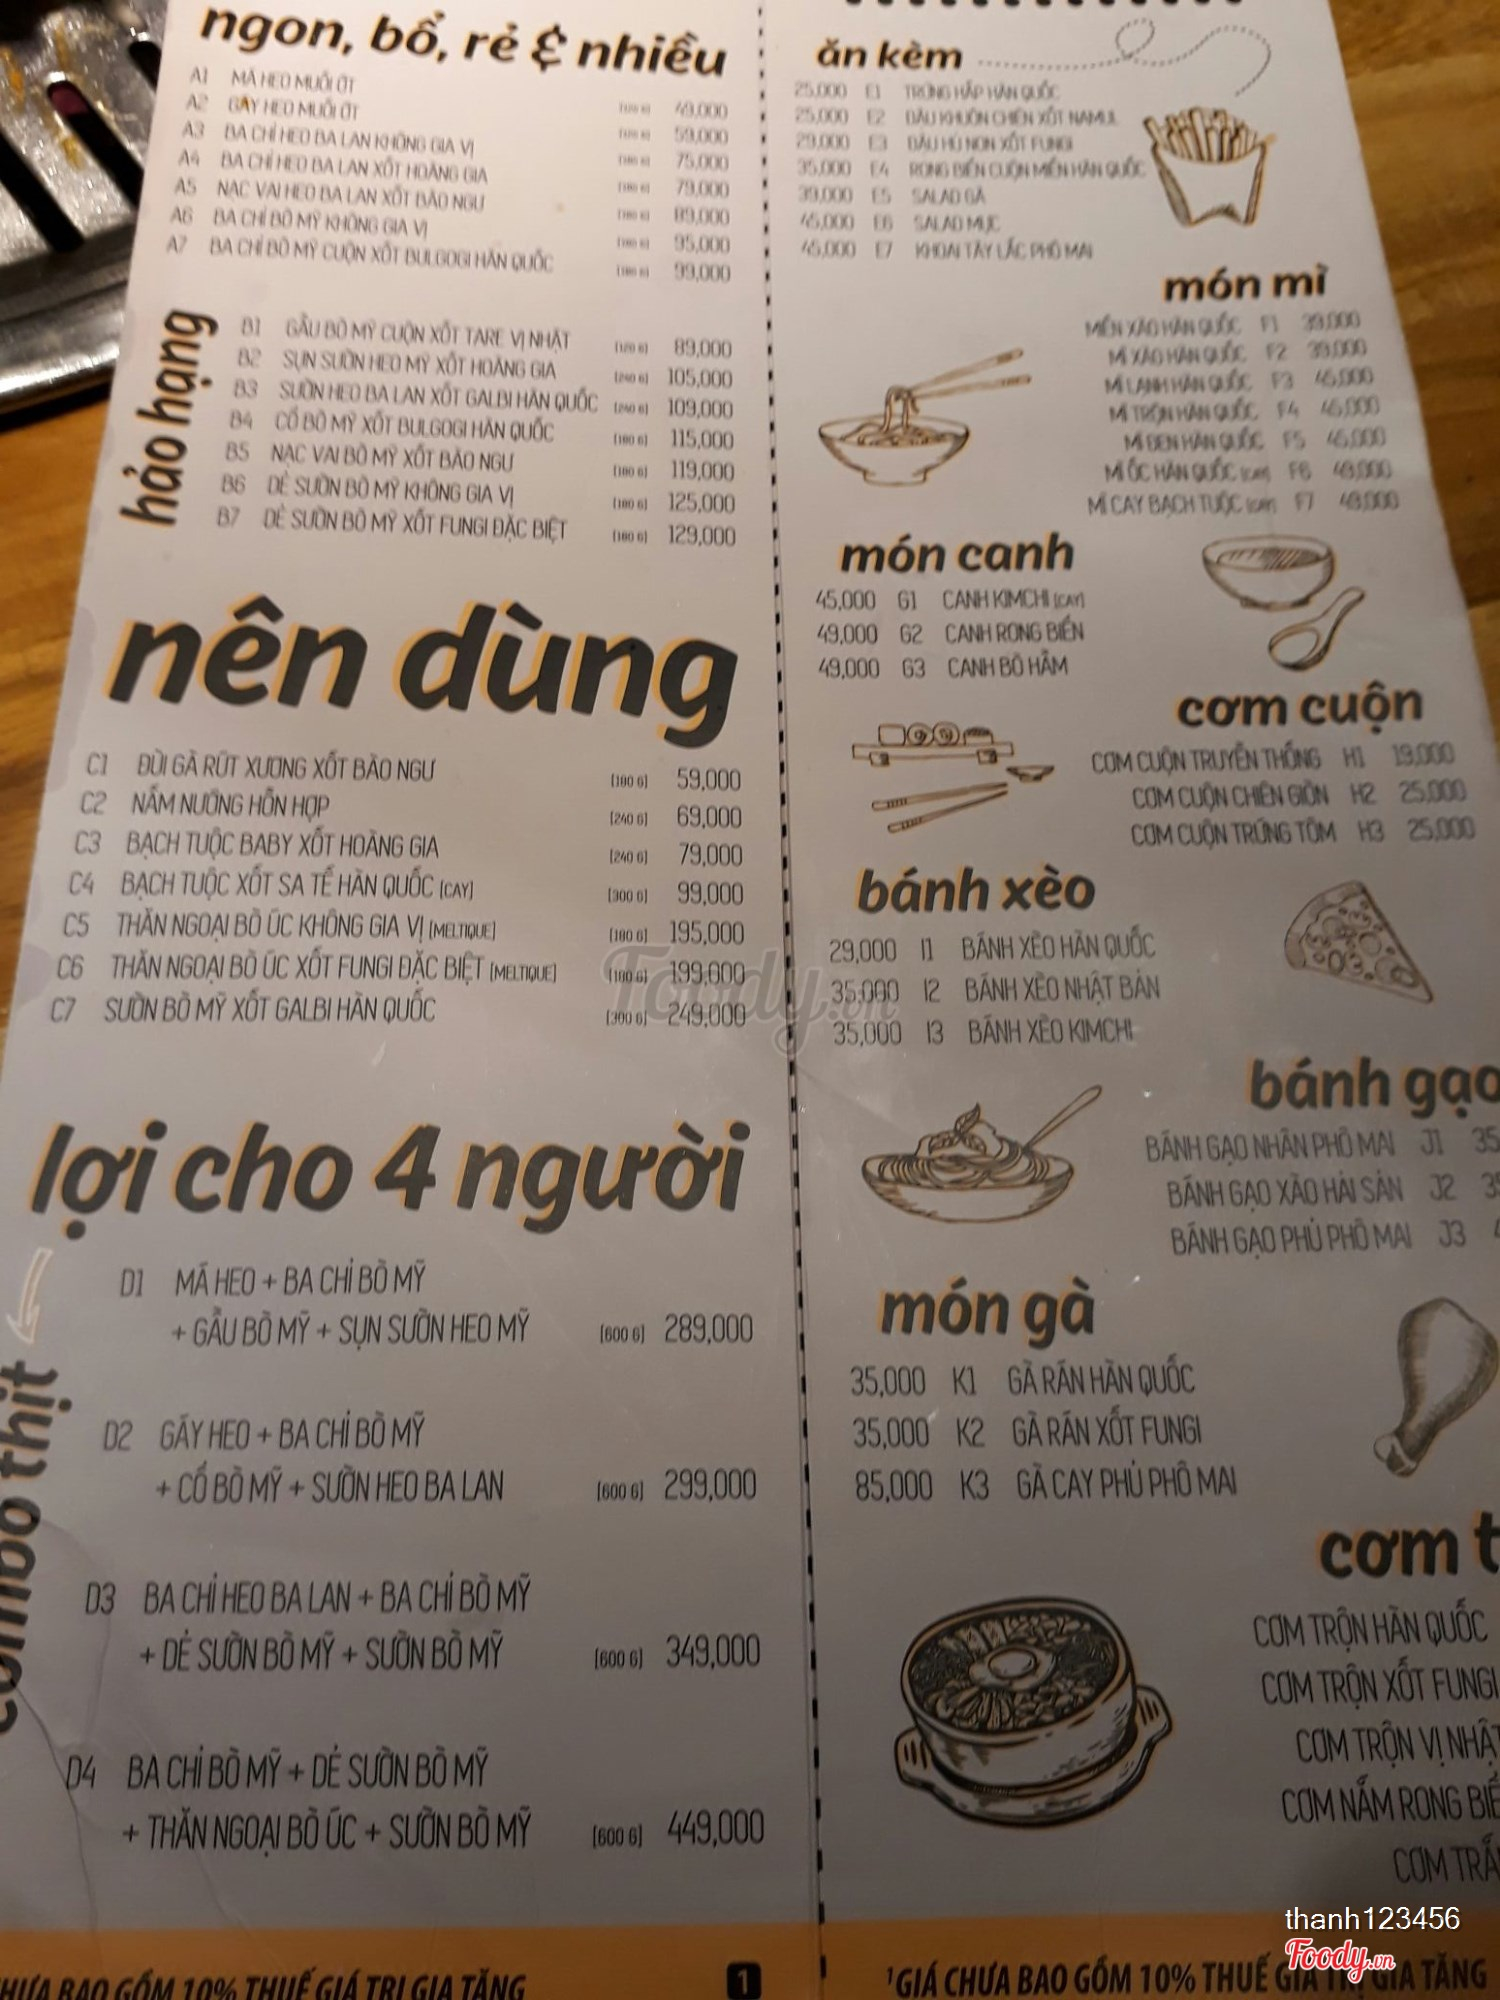 ngon, bổ, rẻ & nhiều
A1 MÁ HEO MUỐI ỚT 49,000
A2 GÁY HEO MUỐI ỚT 59,000
A3 BA CHỈ HEO BA LAN KHÔNG GIA VỊ 75,000
A4 BA CHỈ HEO BA LAN XỐT HOÀNG GIA 79,000
A5 NẠC VAI HEO BA LAN XỐT BÀO NGƯ 89,000
A6 BA CHỈ BÒ MỸ KHÔNG GIA VỊ 95,000
A7 BA CHỈ BÒ MỸ CUỘN XỐT BULGOGI HÀN QUỐC 99,000
hảo hạng
B1 GẦU BÒ MỸ CUỘN XỐT TARE VỊ NHẬT [120 G] 89,000
B2 SỤN SƯỜN HEO MỸ XỐT HOÀNG GIA [240 G] 105,000
B3 SƯỜN HEO BA LAN XỐT GALBI HÀN QUỐC [240 G] 109,000
B4 CỔ BÒ MỸ XỐT BULGOGI HÀN QUỐC [180 G] 115,000
B5 NẠC VAI BÒ MỸ XỐT BÀO NGƯ [180 G] 119,000
B6 DẺ SƯỜN BÒ MỸ KHÔNG GIA VỊ [180 G] 125,000
B7 DẺ SƯỜN BÒ MỸ XỐT FUNGI ĐẶC BIỆT [180 G] 129,000
nên dùng
C1 ĐÙI GÀ RÚT XƯƠNG XỐT BÀO NGƯ [180 G] 59,000
C2 NẤM NƯỚNG HỖN HỢP [240 G] 69,000
C3 BẠCH TUỘC BABY XỐT HOÀNG GIA [240 G] 79,000
C4 BẠCH TUỘC XỐT SA TẾ HÀN QUỐC [CAY] [300 G] 99,000
C5 THĂN NGOẠI BÒ ÚC KHÔNG GIA VỊ [MELTIQUE] [180 G] 195,000
C6 THĂN NGOẠI BÒ ÚC XỐT FUNGI ĐẶC BIỆT [MELTIQUE] [180 G] 199,000
C7 SƯỜN BÒ MỸ XỐT GALBI HÀN QUỐC [300 G] 249,000
lợi cho 4 người
combo thịt
D1 MÁ HEO + BA CHỈ BÒ MỸ
+ GẦU BÒ MỸ + SỤN SƯỜN HEO MỸ [600 G] 289,000
D2 GÁY HEO + BA CHỈ BÒ MỸ
+ CỔ BÒ MỸ + SƯỜN HEO BA LAN [600 G] 299,000
D3 BA CHỈ HEO BA LAN + BA CHỈ BÒ MỸ
+ DẺ SƯỜN BÒ MỸ + SƯỜN BÒ MỸ [600 G] 349,000
D4 BA CHỈ BÒ MỸ + DẺ SƯỜN BÒ MỸ
+ THĂN NGOẠI BÒ ÚC + SƯỜN BÒ MỸ [600 G] 449,000
HƯA BAO GỒM 10% THUẾ GIÁ TRỊ GIA TĂNG
1
ăn kèm
25,000 E1 TRỨNG HẤP HÀN QUỐC
25,000 E2 ĐẬU KHUÔN CHIÊN XỐT NAMUL
29,000 E3 ĐẬU HŨ NON XỐT FUNGI
35,000 E4 RONG BIỂN CUỘN MIẾN HÀN QUỐC
39,000 E5 SALAD GÀ
45,000 E6 SALAD MỰC
45,000 E7 KHOAI TÂY LẮC PHÔ MAI
món mì
MIẾN XÀO HÀN QUỐC F1 39,000
MÌ XÀO HÀN QUỐC F2 39,000
MÌ LẠNH HÀN QUỐC F3 45,000
MÌ TRỘN HÀN QUỐC F4 45,000
MÌ ĐEN HÀN QUỐC F5 45,000
MÌ ỐC HÀN QUỐC [CAY] F6 49,000
MÌ CAY BẠCH TUỘC [CAY] F7 49,000
món canh
45,000 G1 CANH KIMCHI [CAY]
49,000 G2 CANH RONG BIỂN
49,000 G3 CANH BÒ HẦM
cơm cuộn
CƠM CUỘN TRUYỀN THỐNG H1 19,000
CƠM CUỘN CHIÊN GIÒN H2 25,000
CƠM CUỘN TRỨNG TÔM H3 25,000
bánh xèo
29,000 I1 BÁNH XÈO HÀN QUỐC
35,000 I2 BÁNH XÈO NHẬT BẢN
35,000 I3 BÁNH XÈO KIMCHI
bánh gạo
BÁNH GẠO NHÂN PHÔ MAI J1 35
BÁNH GẠO XÀO HẢI SẢN J2
BÁNH GẠO PHỦ PHÔ MAI J3
món gà
35,000 K1 GÀ RÁN HÀN QUỐC
35,000 K2 GÀ RÁN XỐT FUNGI
85,000 K3 GÀ CAY PHỦ PHÔ MAI
cơm t
CƠM TRỘN HÀN QUỐC
CƠM TRỘN XỐT FUNGI
CƠM TRỘN VỊ NHẬT
CƠM NẮM RONG BIỂ
CƠM TRẮ
¹GIÁ CHƯA BAO GỒM 10% THUẾ GIÁ TRỊ GIA TĂNG
Foody.vn
thanh123456
Foody.vn